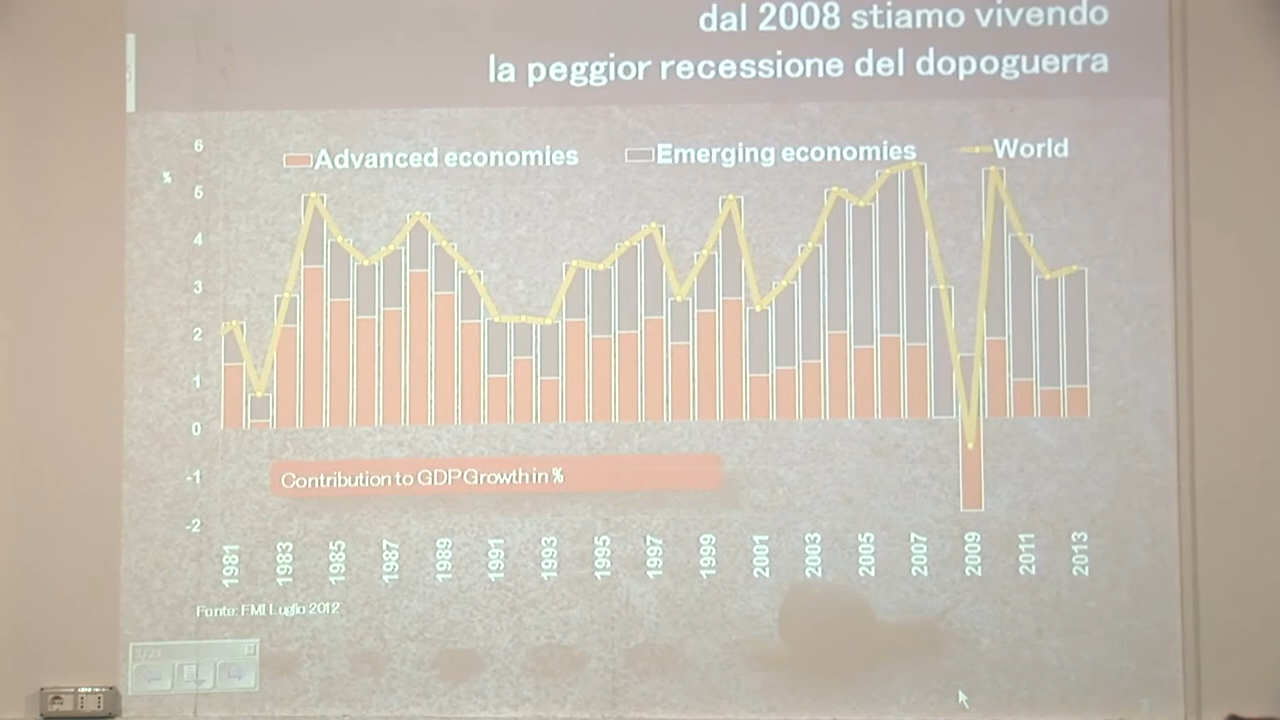 dal 2008 stiamo vivendo
la peggior recessione del dopoguerra
Advanced economies Emerging economies World
%
6
5
4
3
2
1
0
-1
-2
Contribution to GDP Growth in %
1981 1983 1985 1987 1989 1991 1993 1995 1997 1999 2001 2003 2005 2007 2009 2011 2013
Fonte: FMI Luglio 2012
3/21